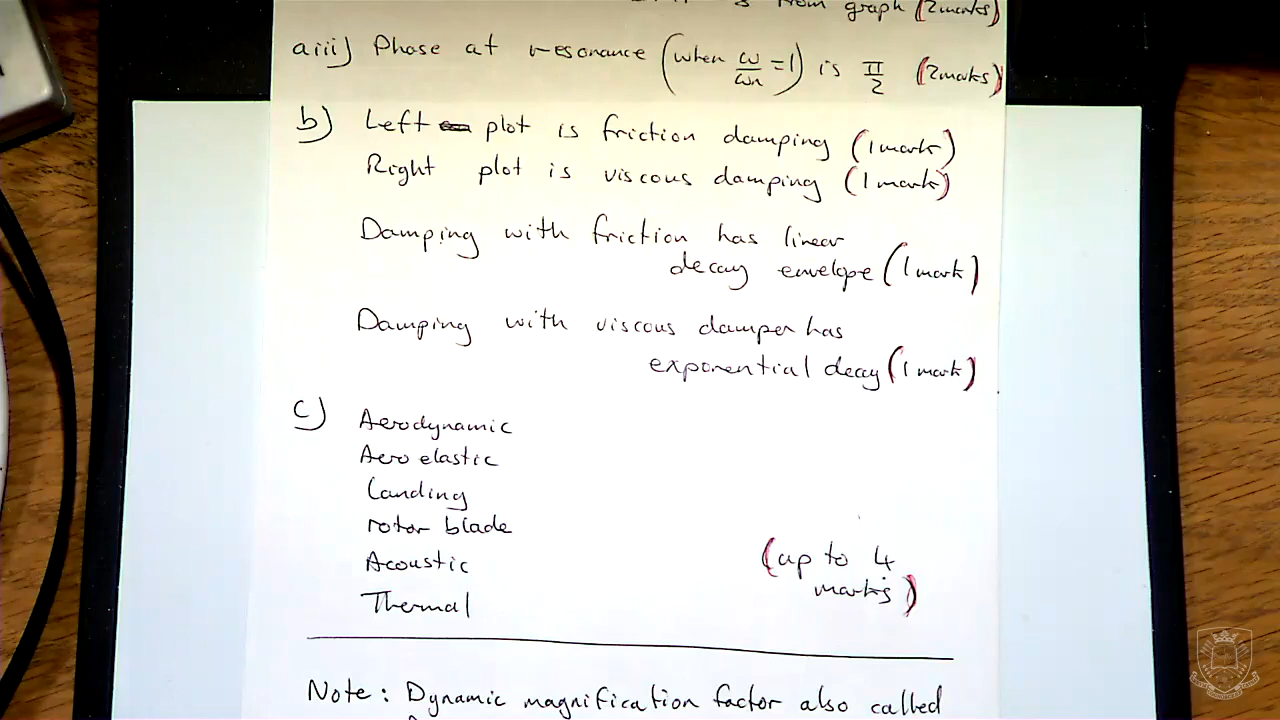 from graph (2marks)
aiii) Phase at resonance (when ω/ωn = 1) is π/2 (2marks)
b) Left plot is friction damping (1 mark)
Right plot is viscous damping (1 mark)
Damping with friction has linear
decay envelope (1 mark)
Damping with viscous damper has
exponential decay (1 mark)
c) Aerodynamic
Aero elastic
Landing
rotor blade
Acoustic
Thermal
(up to 4
marks)
Note: Dynamic magnification factor also called